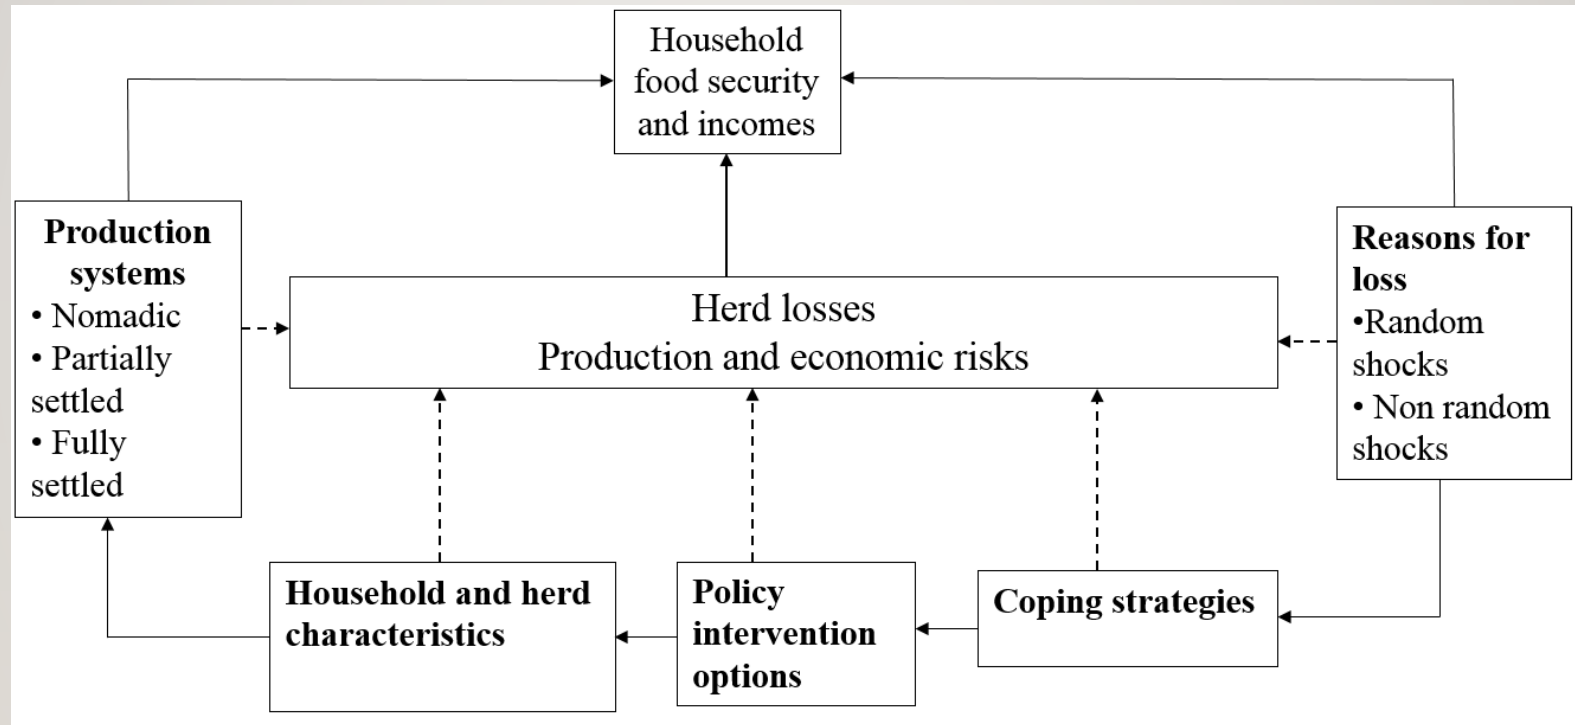 Household
food security
and incomes
Production
systems
• Nomadic
• Partially
settled
• Fully
settled
Herd losses
Production and economic risks
Reasons for
loss
•Random
shocks
• Non random
shocks
Household and herd
characteristics
Policy
intervention
options
Coping strategies